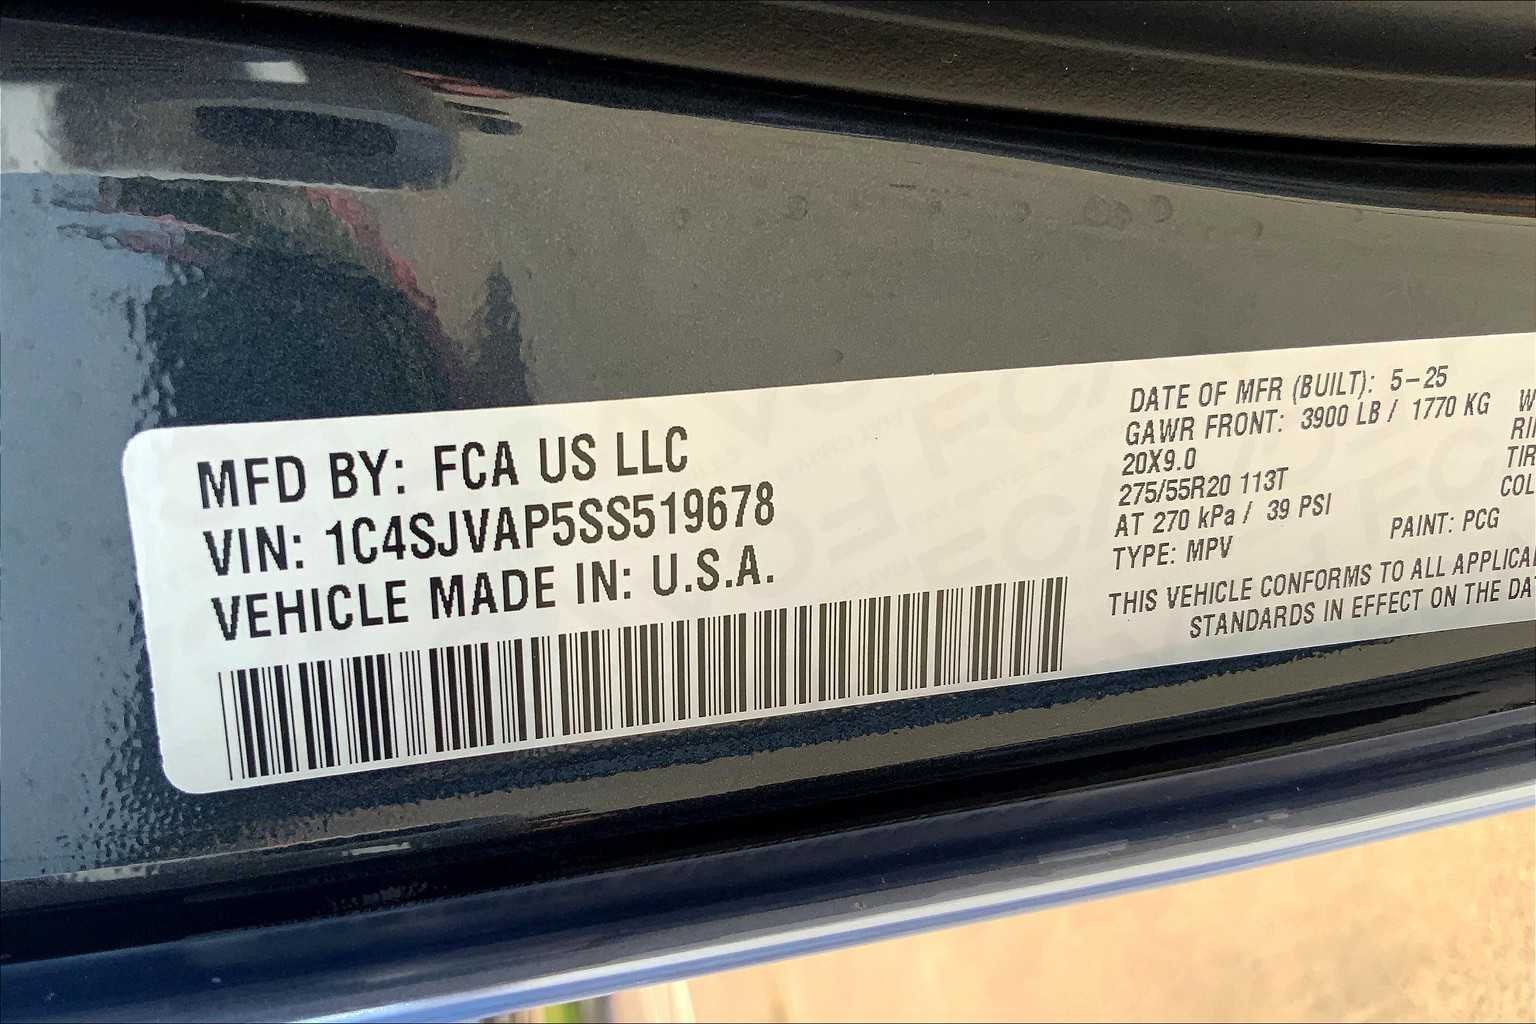 MFD BY: FCA US LLC
VIN: 1C4SJVAP5SS519678
VEHICLE MADE IN: U.S.A.
DATE OF MFR (BUILT): 5-25
GAWR FRONT: 3900 LB / 1770 KG
20X9.0
275/55R20 113T
AT 270 kPa / 39 PSI
TYPE: MPV
PAINT: PCG
THIS VEHICLE CONFORMS TO ALL
STANDARDS IN EFFECT ON THE